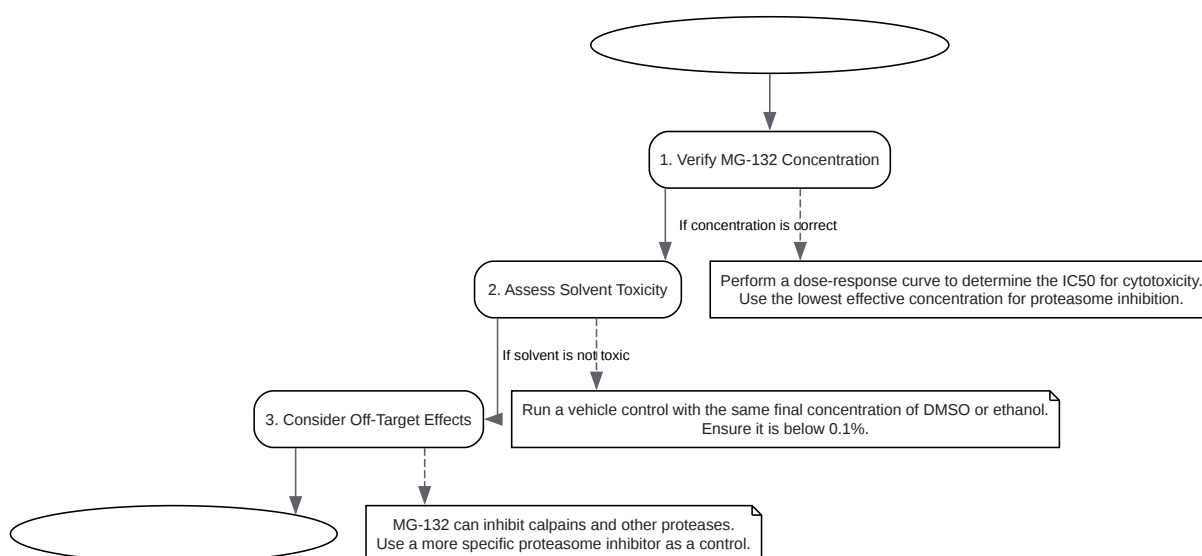 1. Verify MG-132 Concentration
If concentration is correct
2. Assess Solvent Toxicity
Perform a dose-response curve to determine the IC50 for cytotoxicity.
Use the lowest effective concentration for proteasome inhibition.
If solvent is not toxic
3. Consider Off-Target Effects
Run a vehicle control with the same final concentration of DMSO or ethanol.
Ensure it is below 0.1%.
MG-132 can inhibit calpains and other proteases.
Use a more specific proteasome inhibitor as a control.